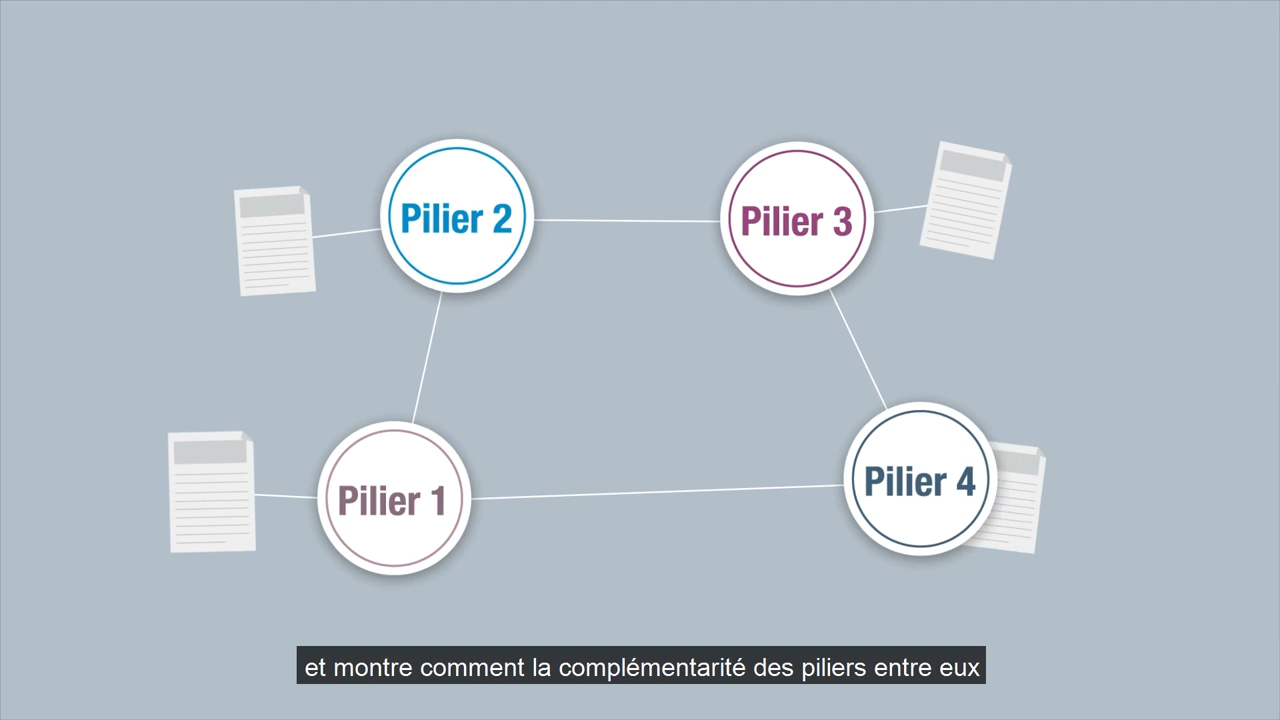 Pilier 2
Pilier 3
Pilier 1
Pilier 4
et montre comment la complémentarité des piliers entre eux